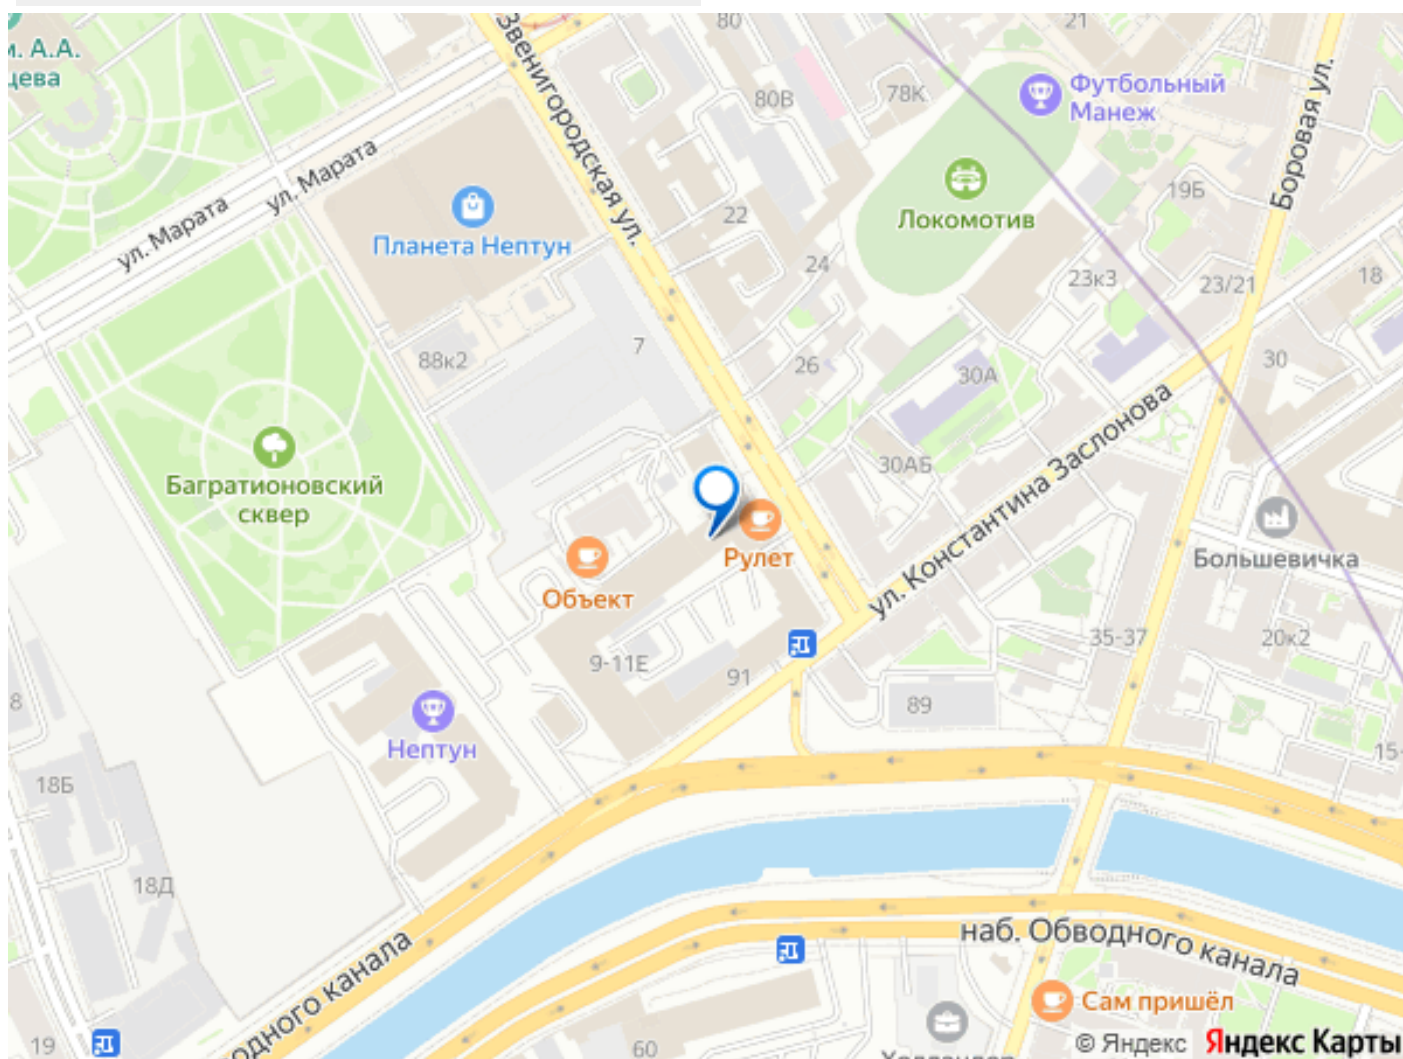 Звенигородская ул.
80
21
м. А.А.
цева
Футбольный
Манеж
80В
78К
Боровая ул.
ул. Марата
ул. Марата
19Б
22
Локомотив
Планета Нептун
24
23к3
23/21
18
7
88к2
26
30А
30
ул. Константина Заслонова
30АБ
Багратионовский
сквер
Рулет
Большевичка
Объект
9-11Е
91
35-37
20к2
8
89
Нептун
15-
18Б
18Д
наб. Обводного канала
одного канала
Сам пришёл
19
60
© Яндекс Яндекс Карты